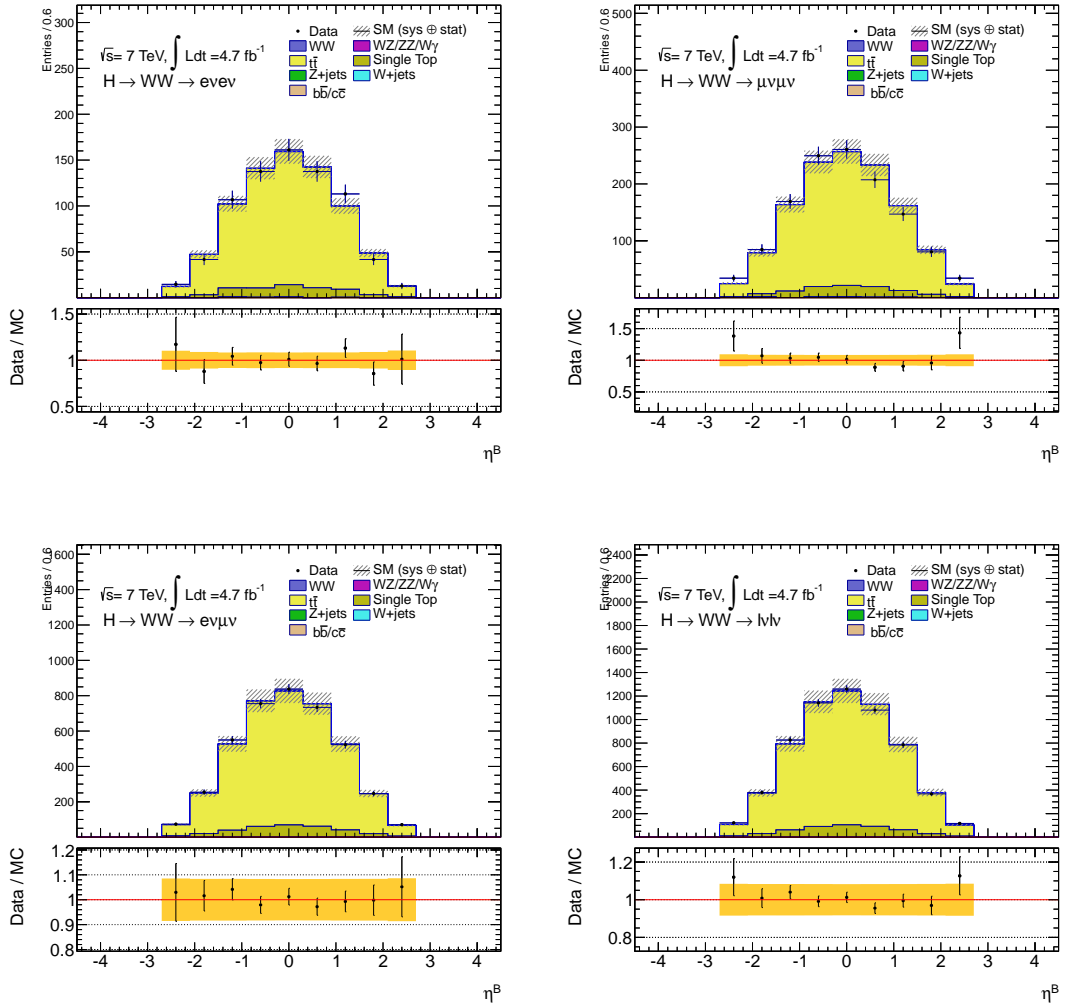 Entries / 0.6
300
250
200
150
100
50
√s= 7 TeV, ∫ Ldt =4.7 fb⁻¹
H → WW → eνeν
Data
SM (sys ⊕ stat)
WW
WZ/ZZ/Wγ
tt̅
Single Top
Z+jets
W+jets
bb̅/cc̅
Data / MC
1.5
1
0.5
-4 -3 -2 -1 0 1 2 3 4
η^B
Entries / 0.6
500
400
300
200
100
√s= 7 TeV, ∫ Ldt =4.7 fb⁻¹
H → WW → μνμν
Data
SM (sys ⊕ stat)
WW
WZ/ZZ/Wγ
tt̅
Single Top
Z+jets
W+jets
bb̅/cc̅
Data / MC
1.5
1
0.5
-4 -3 -2 -1 0 1 2 3 4
η^B
Entries / 0.6
1600
1400
1200
1000
800
600
400
200
√s= 7 TeV, ∫ Ldt =4.7 fb⁻¹
H → WW → eνμν
Data
SM (sys ⊕ stat)
WW
WZ/ZZ/Wγ
tt̅
Single Top
Z+jets
W+jets
bb̅/cc̅
Data / MC
1.2
1.1
1
0.9
0.8
-4 -3 -2 -1 0 1 2 3 4
η^B
Entries / 0.6
2400
2200
2000
1800
1600
1400
1200
1000
800
600
400
200
√s= 7 TeV, ∫ Ldt =4.7 fb⁻¹
H → WW → lνlν
Data
SM (sys ⊕ stat)
WW
WZ/ZZ/Wγ
tt̅
Single Top
Z+jets
W+jets
bb̅/cc̅
Data / MC
1.2
1
0.8
-4 -3 -2 -1 0 1 2 3 4
η^B